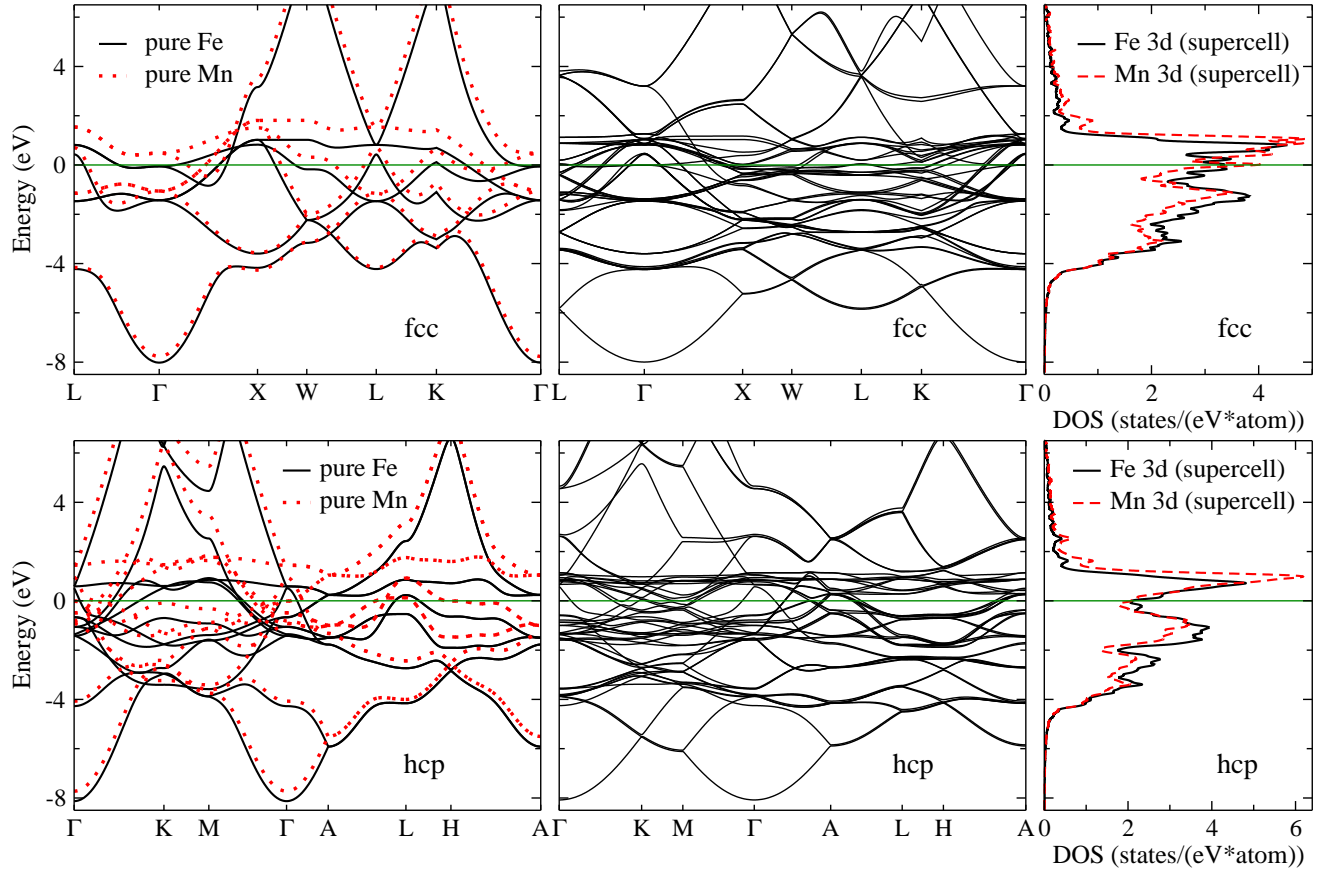 Energy (eV)
4
0
-4
-8
pure Fe
pure Mn
fcc
L Γ X W L K Γ
fcc
L Γ X W L K Γ
Fe 3d (supercell)
Mn 3d (supercell)
fcc
0 2 4
DOS (states/(eV*atom))
Energy (eV)
4
0
-4
-8
pure Fe
pure Mn
hcp
Γ K M Γ A L H A
hcp
Γ K M Γ A L H A
Fe 3d (supercell)
Mn 3d (supercell)
hcp
0 2 4 6
DOS (states/(eV*atom))